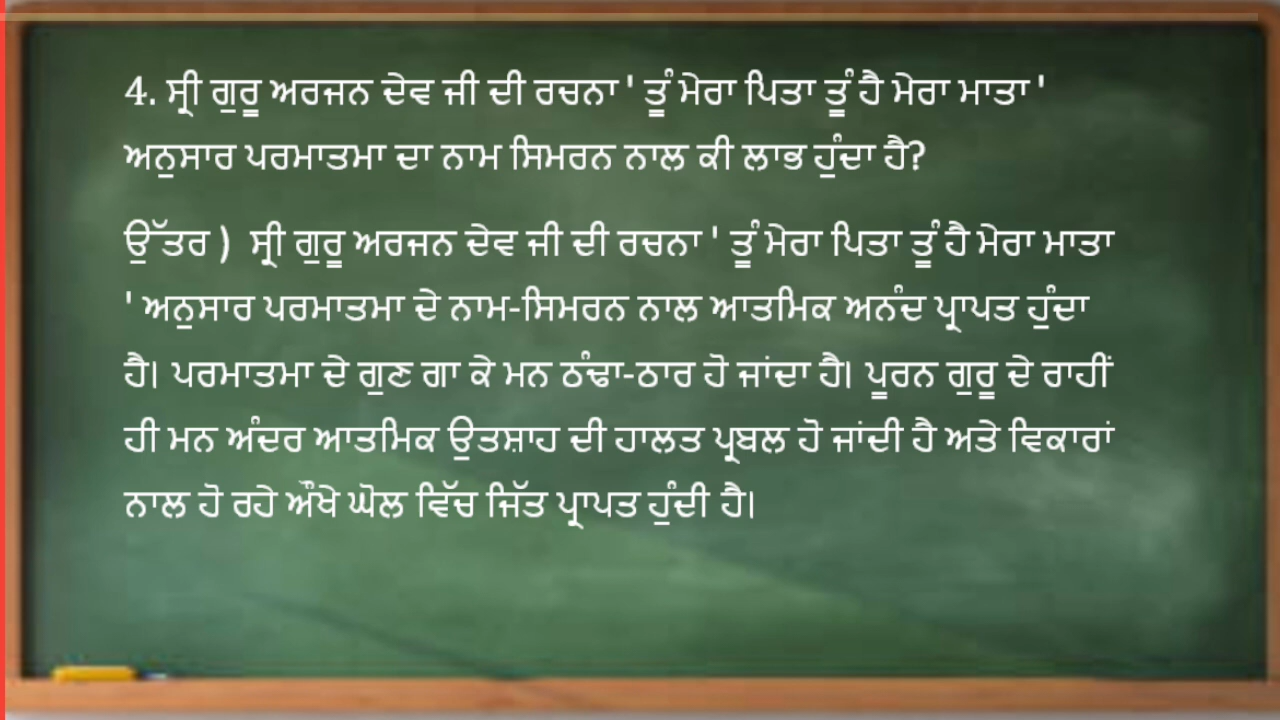 4. ਸ੍ਰੀ ਗੁਰੂ ਅਰਜਨ ਦੇਵ ਜੀ ਦੀ ਰਚਨਾ ' ਤੂੰ ਮੇਰਾ ਪਿਤਾ ਤੂੰ ਹੈ ਮੇਰਾ ਮਾਤਾ '
ਅਨੁਸਾਰ ਪਰਮਾਤਮਾ ਦਾ ਨਾਮ ਸਿਮਰਨ ਨਾਲ ਕੀ ਲਾਭ ਹੁੰਦਾ ਹੈ?
ਉੱਤਰ ) ਸ੍ਰੀ ਗੁਰੂ ਅਰਜਨ ਦੇਵ ਜੀ ਦੀ ਰਚਨਾ ' ਤੂੰ ਮੇਰਾ ਪਿਤਾ ਤੂੰ ਹੈ ਮੇਰਾ ਮਾਤਾ
' ਅਨੁਸਾਰ ਪਰਮਾਤਮਾ ਦੇ ਨਾਮ-ਸਿਮਰਨ ਨਾਲ ਆਤਮਿਕ ਅਨੰਦ ਪ੍ਰਾਪਤ ਹੁੰਦਾ
ਹੈ। ਪਰਮਾਤਮਾ ਦੇ ਗੁਣ ਗਾ ਕੇ ਮਨ ਠੰਢਾ-ਠਾਰ ਹੋ ਜਾਂਦਾ ਹੈ। ਪੂਰਨ ਗੁਰੂ ਦੇ ਰਾਹੀਂ
ਹੀ ਮਨ ਅੰਦਰ ਆਤਮਿਕ ਉਤਸ਼ਾਹ ਦੀ ਹਾਲਤ ਪ੍ਰਬਲ ਹੋ ਜਾਂਦੀ ਹੈ ਅਤੇ ਵਿਕਾਰਾਂ
ਨਾਲ ਹੋ ਰਹੇ ਔਖੇ ਘੋਲ ਵਿੱਚ ਜਿੱਤ ਪ੍ਰਾਪਤ ਹੁੰਦੀ ਹੈ।